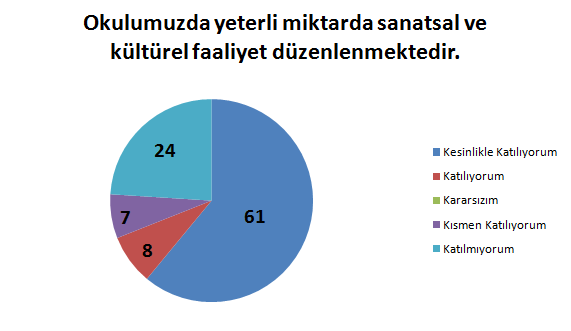 Okulumuzda yeterli miktarda sanatsal ve
kültürel faaliyet düzenlenmektedir.
24
7
8
61
Kesinlikle Katılıyorum
Katılıyorum
Kararsızım
Kısmen Katılıyorum
Katılmıyorum